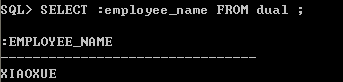 SQL> SELECT :employee_name FROM dual ;
:EMPLOYEE_NAME
--------------------------------
XIAOXUE